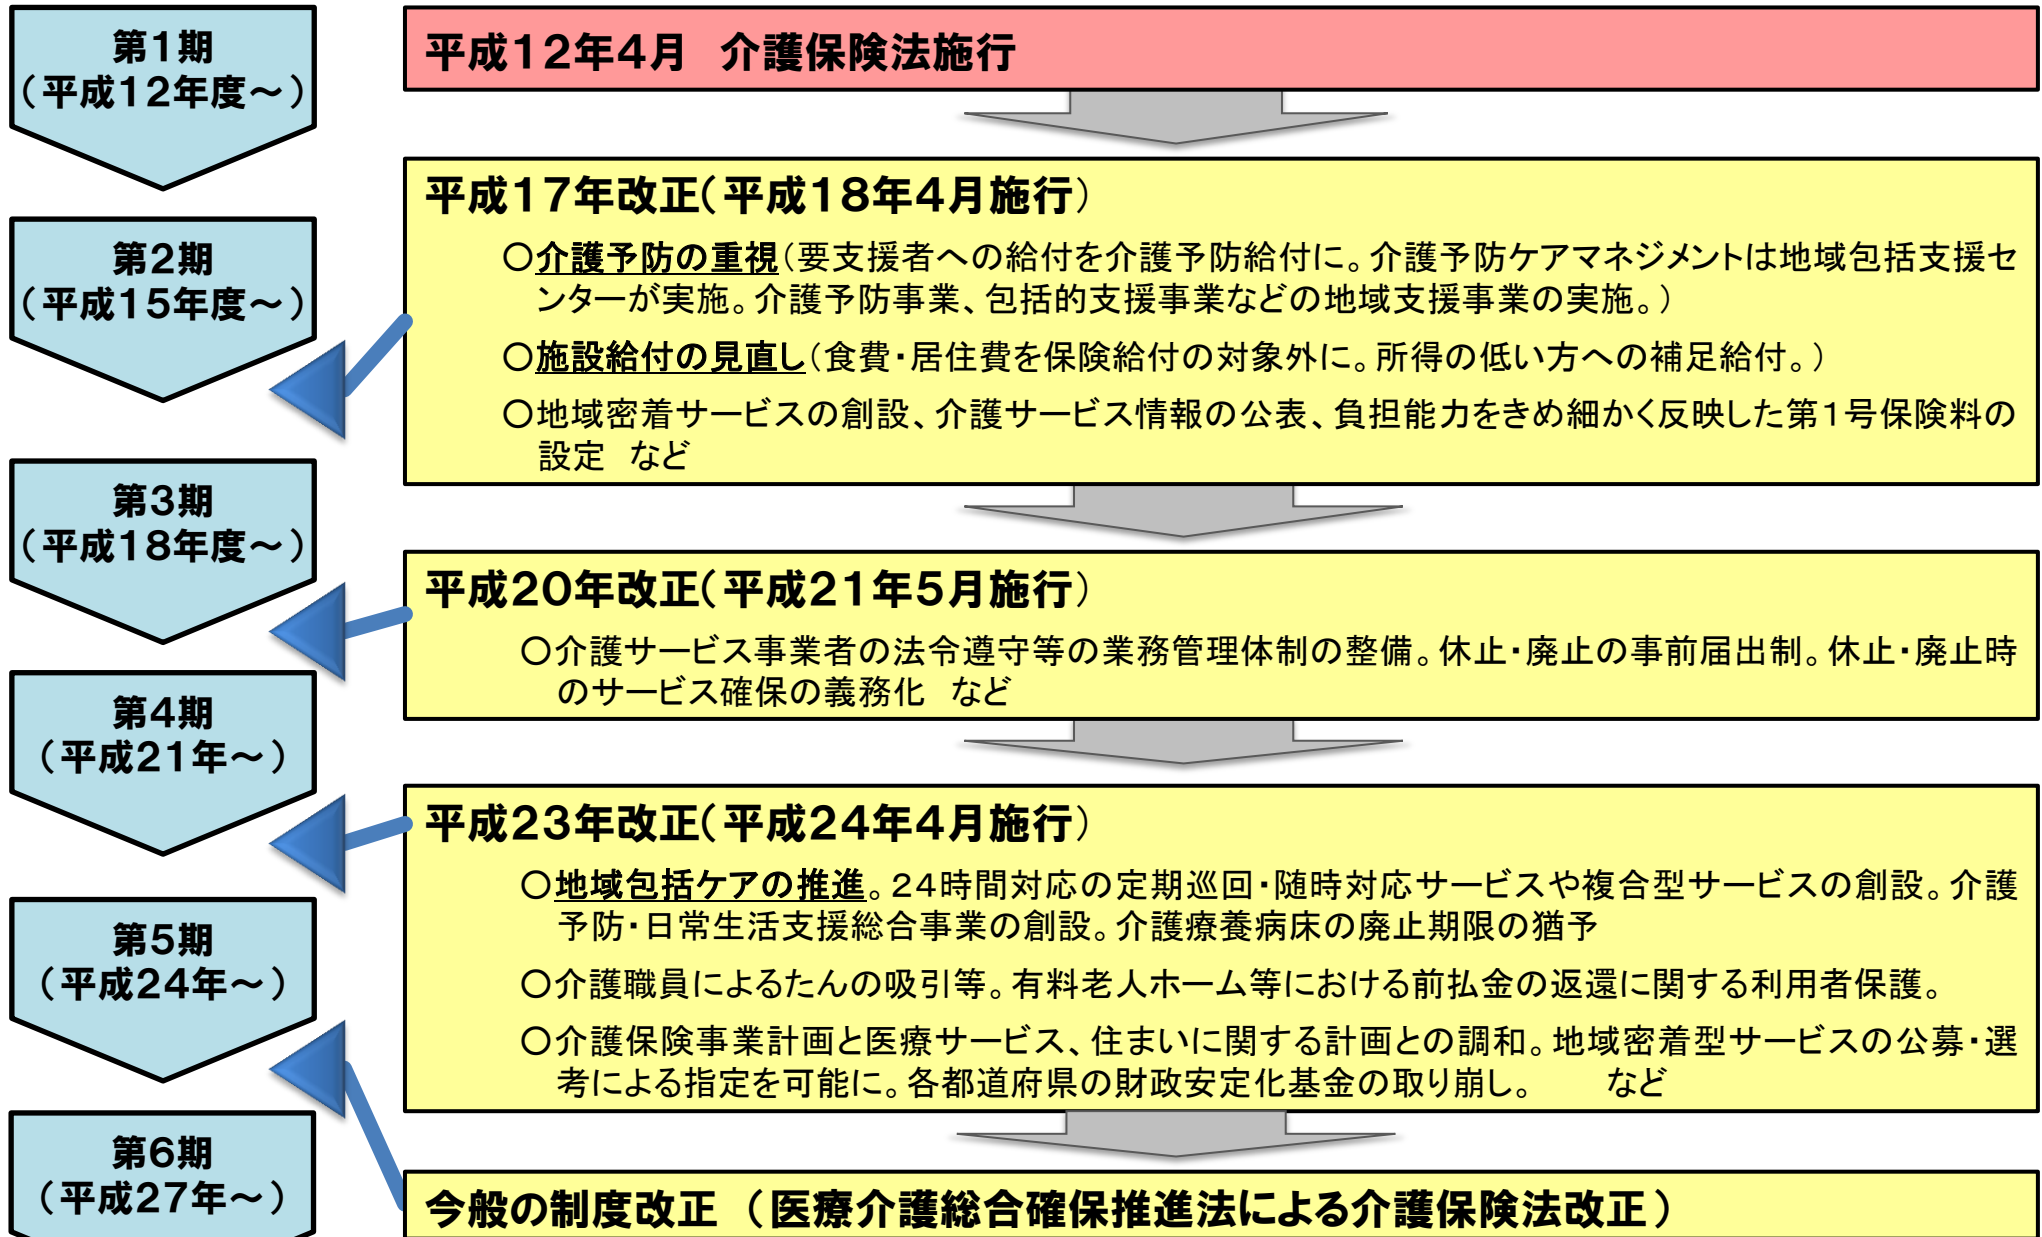 第1期
（平成12年度～）
平成12年4月　介護保険法施行
平成17年改正（平成18年4月施行）
○介護予防の重視（要支援者への給付を介護予防給付に。介護予防ケアマネジメントは地域包括支援セ
ンターが実施。介護予防事業、包括的支援事業などの地域支援事業の実施。）
○施設給付の見直し（食費・居住費を保険給付の対象外に。所得の低い方への補足給付。）
○地域密着サービスの創設、介護サービス情報の公表、負担能力をきめ細かく反映した第1号保険料の
設定　など
第2期
（平成15年度～）
第3期
（平成18年度～）
平成20年改正（平成21年5月施行）
○介護サービス事業者の法令遵守等の業務管理体制の整備。休止・廃止の事前届出制。休止・廃止時
のサービス確保の義務化　など
第4期
（平成21年～）
平成23年改正（平成24年4月施行）
○地域包括ケアの推進。24時間対応の定期巡回・随時対応サービスや複合型サービスの創設。介護
予防・日常生活支援総合事業の創設。介護療養病床の廃止期限の猶予
○介護職員によるたんの吸引等。有料老人ホーム等における前払金の返還に関する利用者保護。
○介護保険事業計画と医療サービス、住まいに関する計画との調和。地域密着型サービスの公募・選
考による指定を可能に。各都道府県の財政安定化基金の取り崩し。　　など
第5期
（平成24年～）
第6期
（平成27年～）
今般の制度改正　（医療介護総合確保推進法による介護保険法改正）